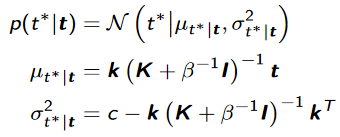 p(t*|t) = 𝒩 (t*|μ_{t*|t}, σ²_{t*|t})
μ_{t*|t} = k (K + β⁻¹I)⁻¹ t
σ²_{t*|t} = c − k (K + β⁻¹I)⁻¹ kᵀ